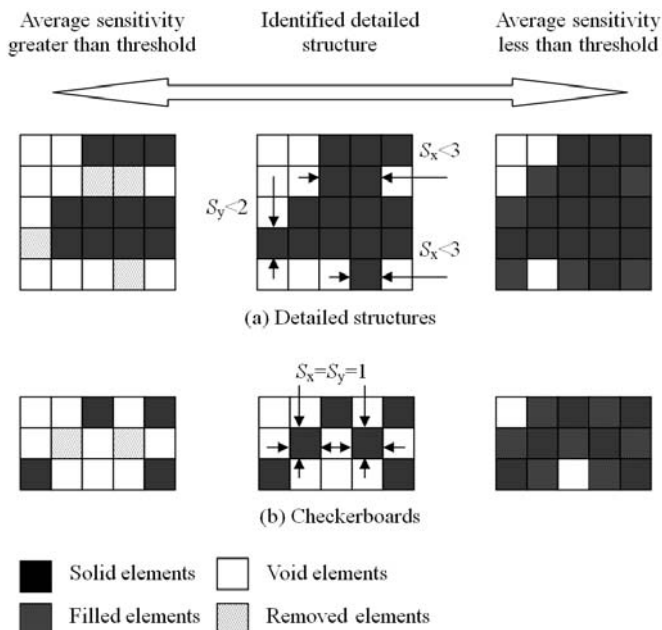 Average sensitivity
greater than threshold
Identified detailed
structure
Average sensitivity
less than threshold
Sx<3
Sy<2
Sx<3
(a) Detailed structures
Sx=Sy=1
(b) Checkerboards
Solid elements
Void elements
Filled elements
Removed elements